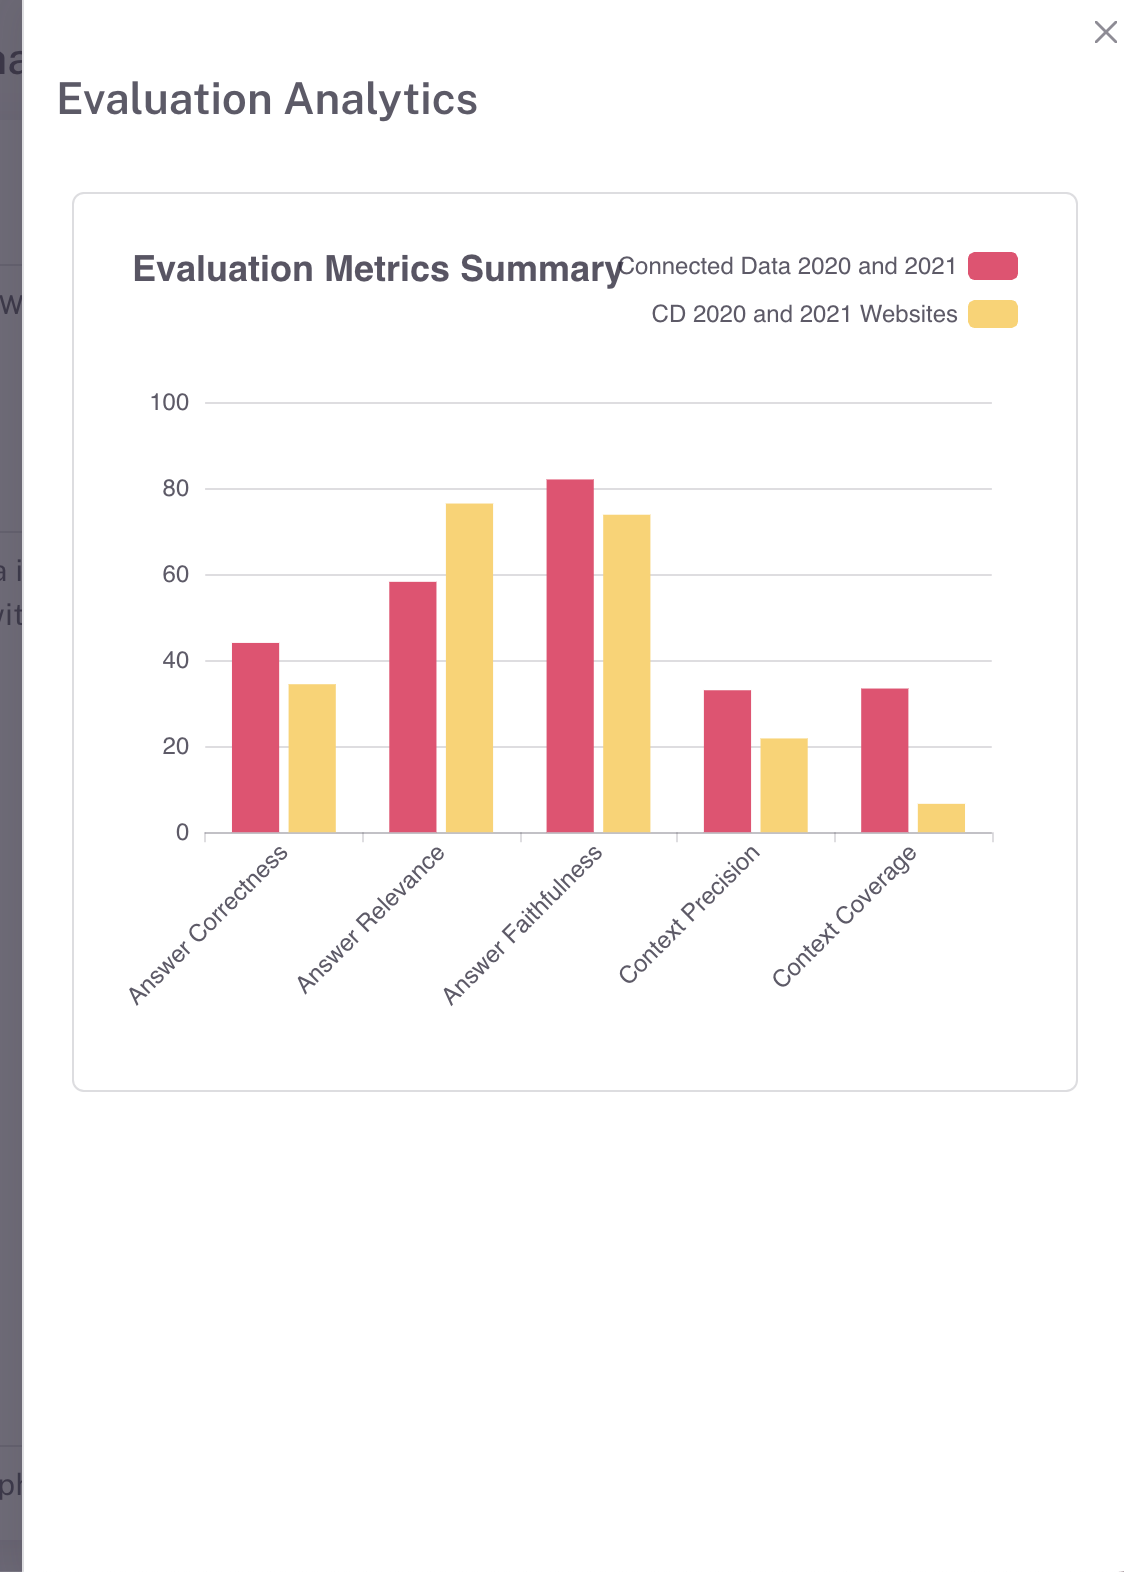 Evaluation Analytics
Evaluation Metrics Summary
Connected Data 2020 and 2021
CD 2020 and 2021 Websites
100
80
60
40
20
0
Answer Correctness
Answer Relevance
Answer Faithfulness
Context Precision
Context Coverage